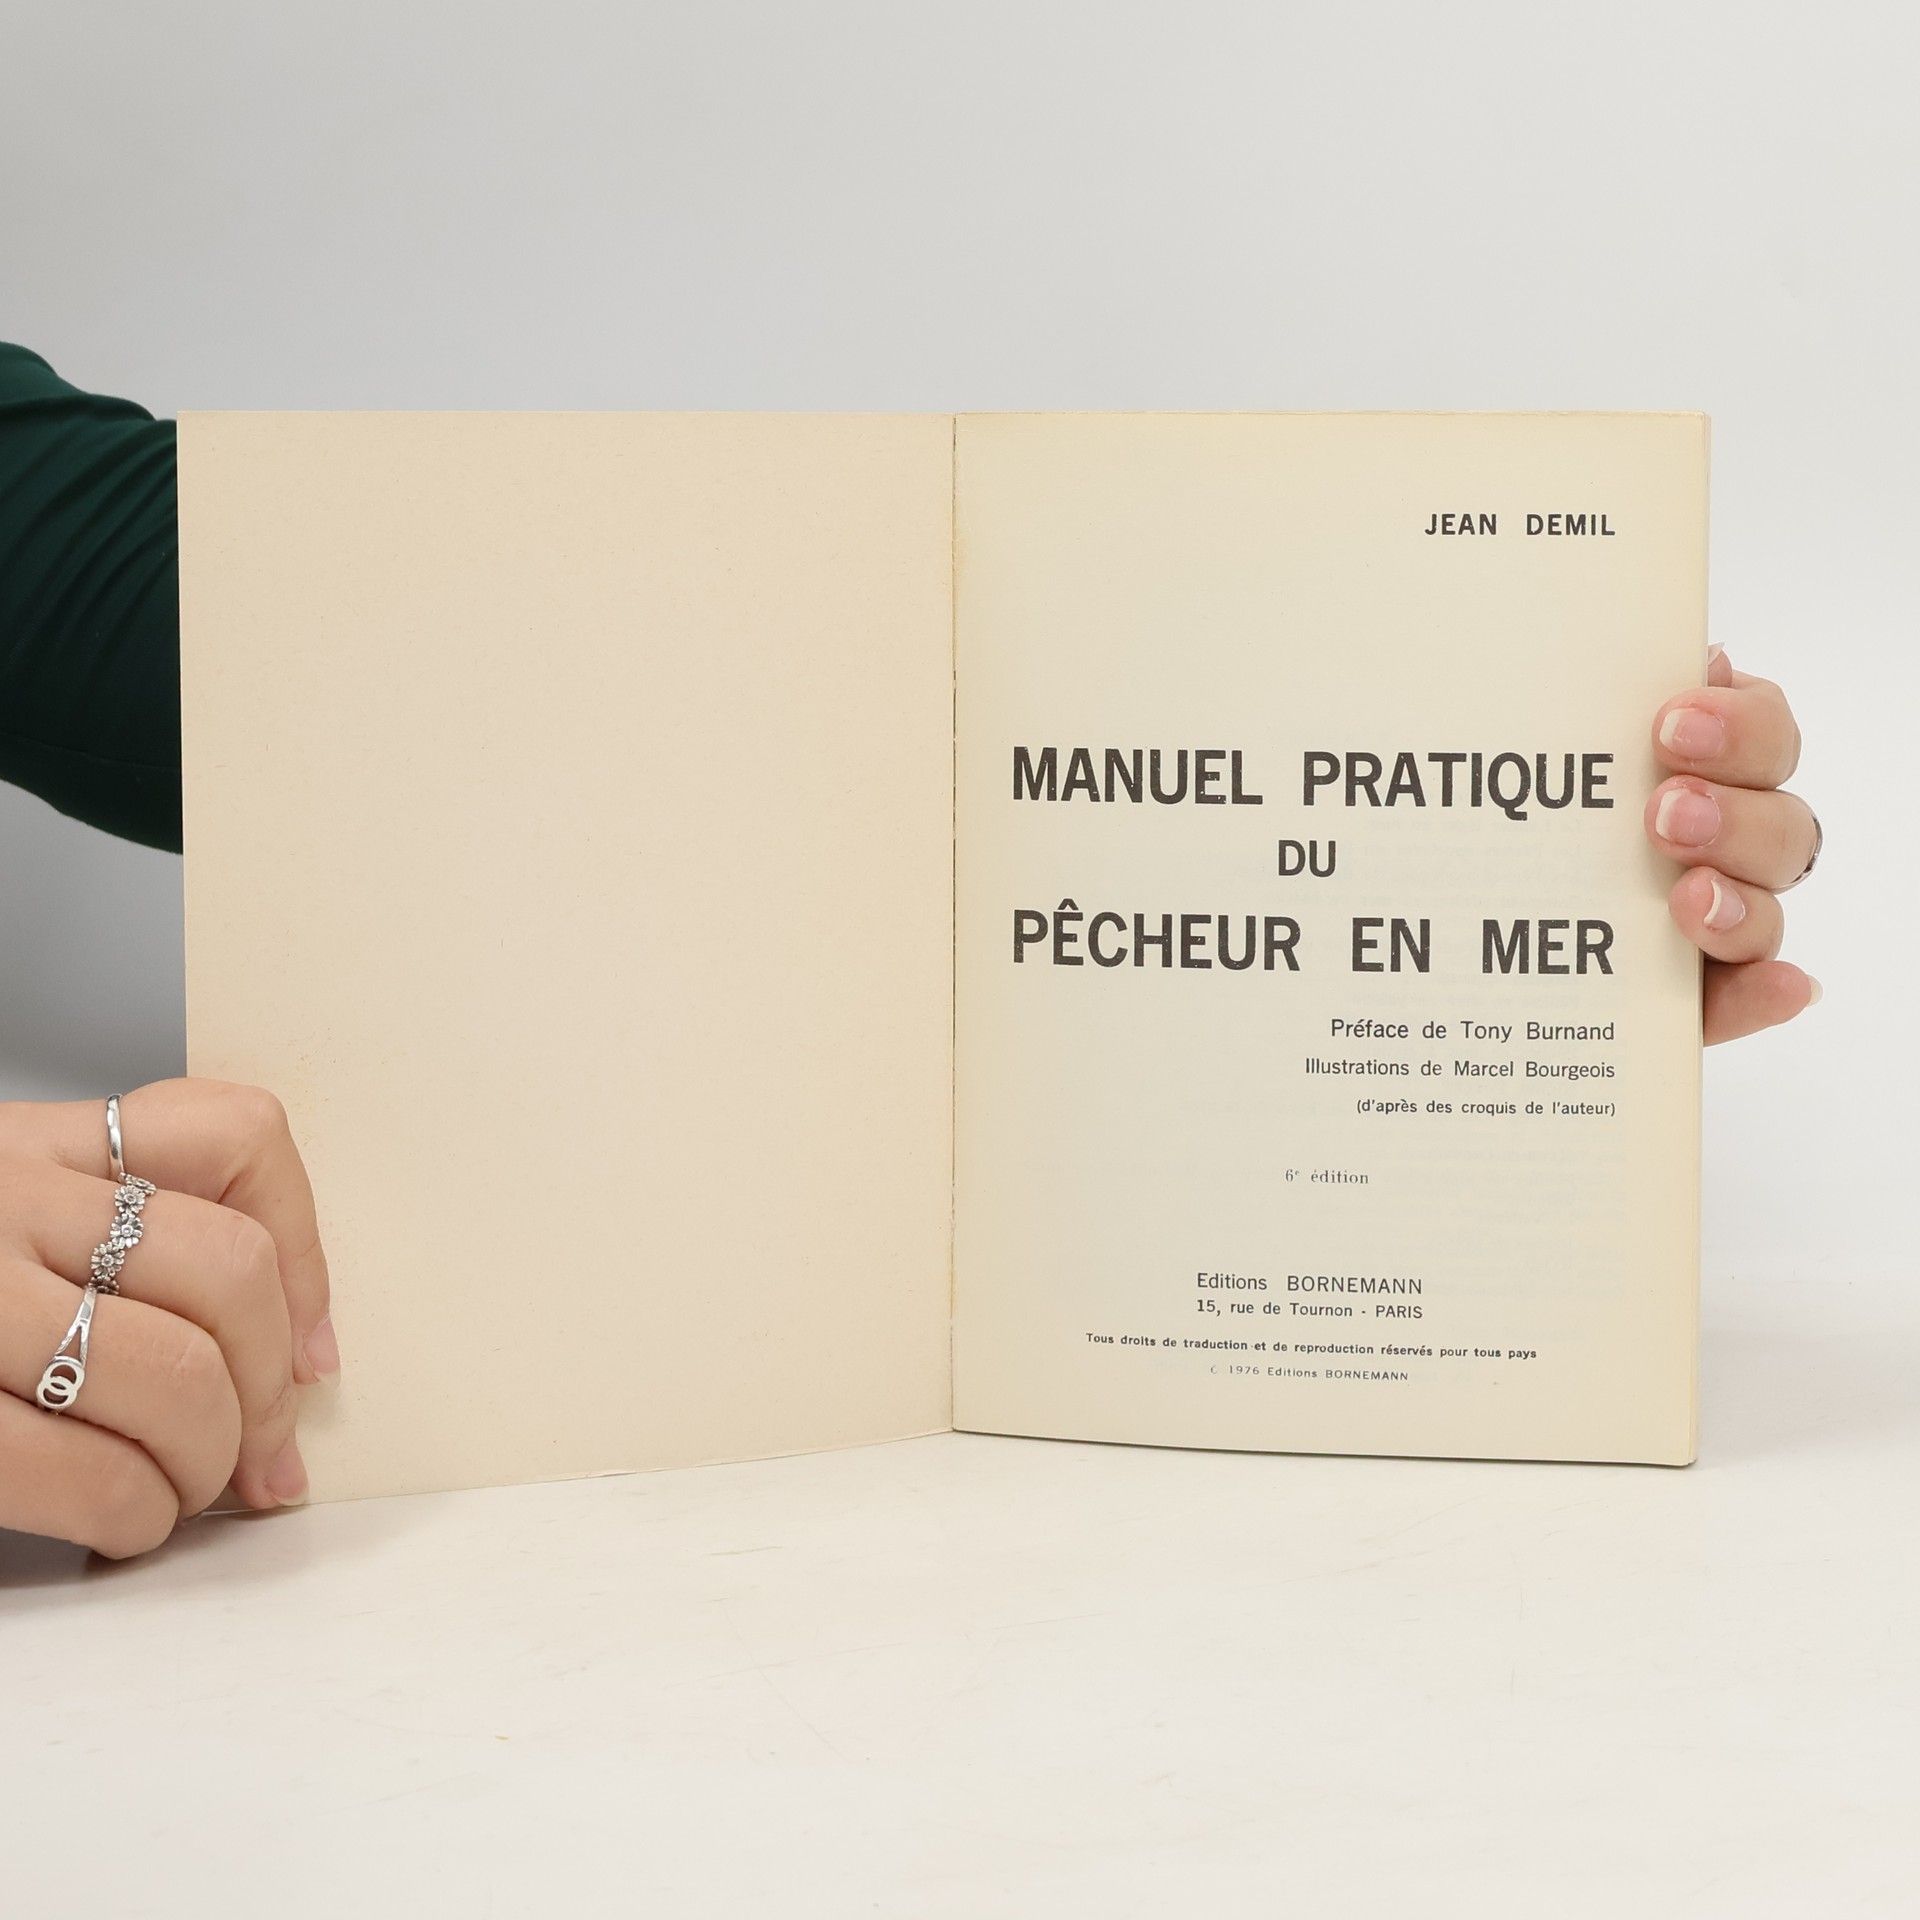 JEAN DEMIL
MANUEL PRATIQUE
DU
PÊCHEUR EN MER
Préface de Tony Burnand
Illustrations de Marcel Bourgeois
(d'après des croquis de l'auteur)
6e édition
Editions BORNEMANN
15, rue de Tournon - PARIS
Tous droits de traduction et de reproduction réservés pour tous pays
© 1976 Editions BORNEMANN